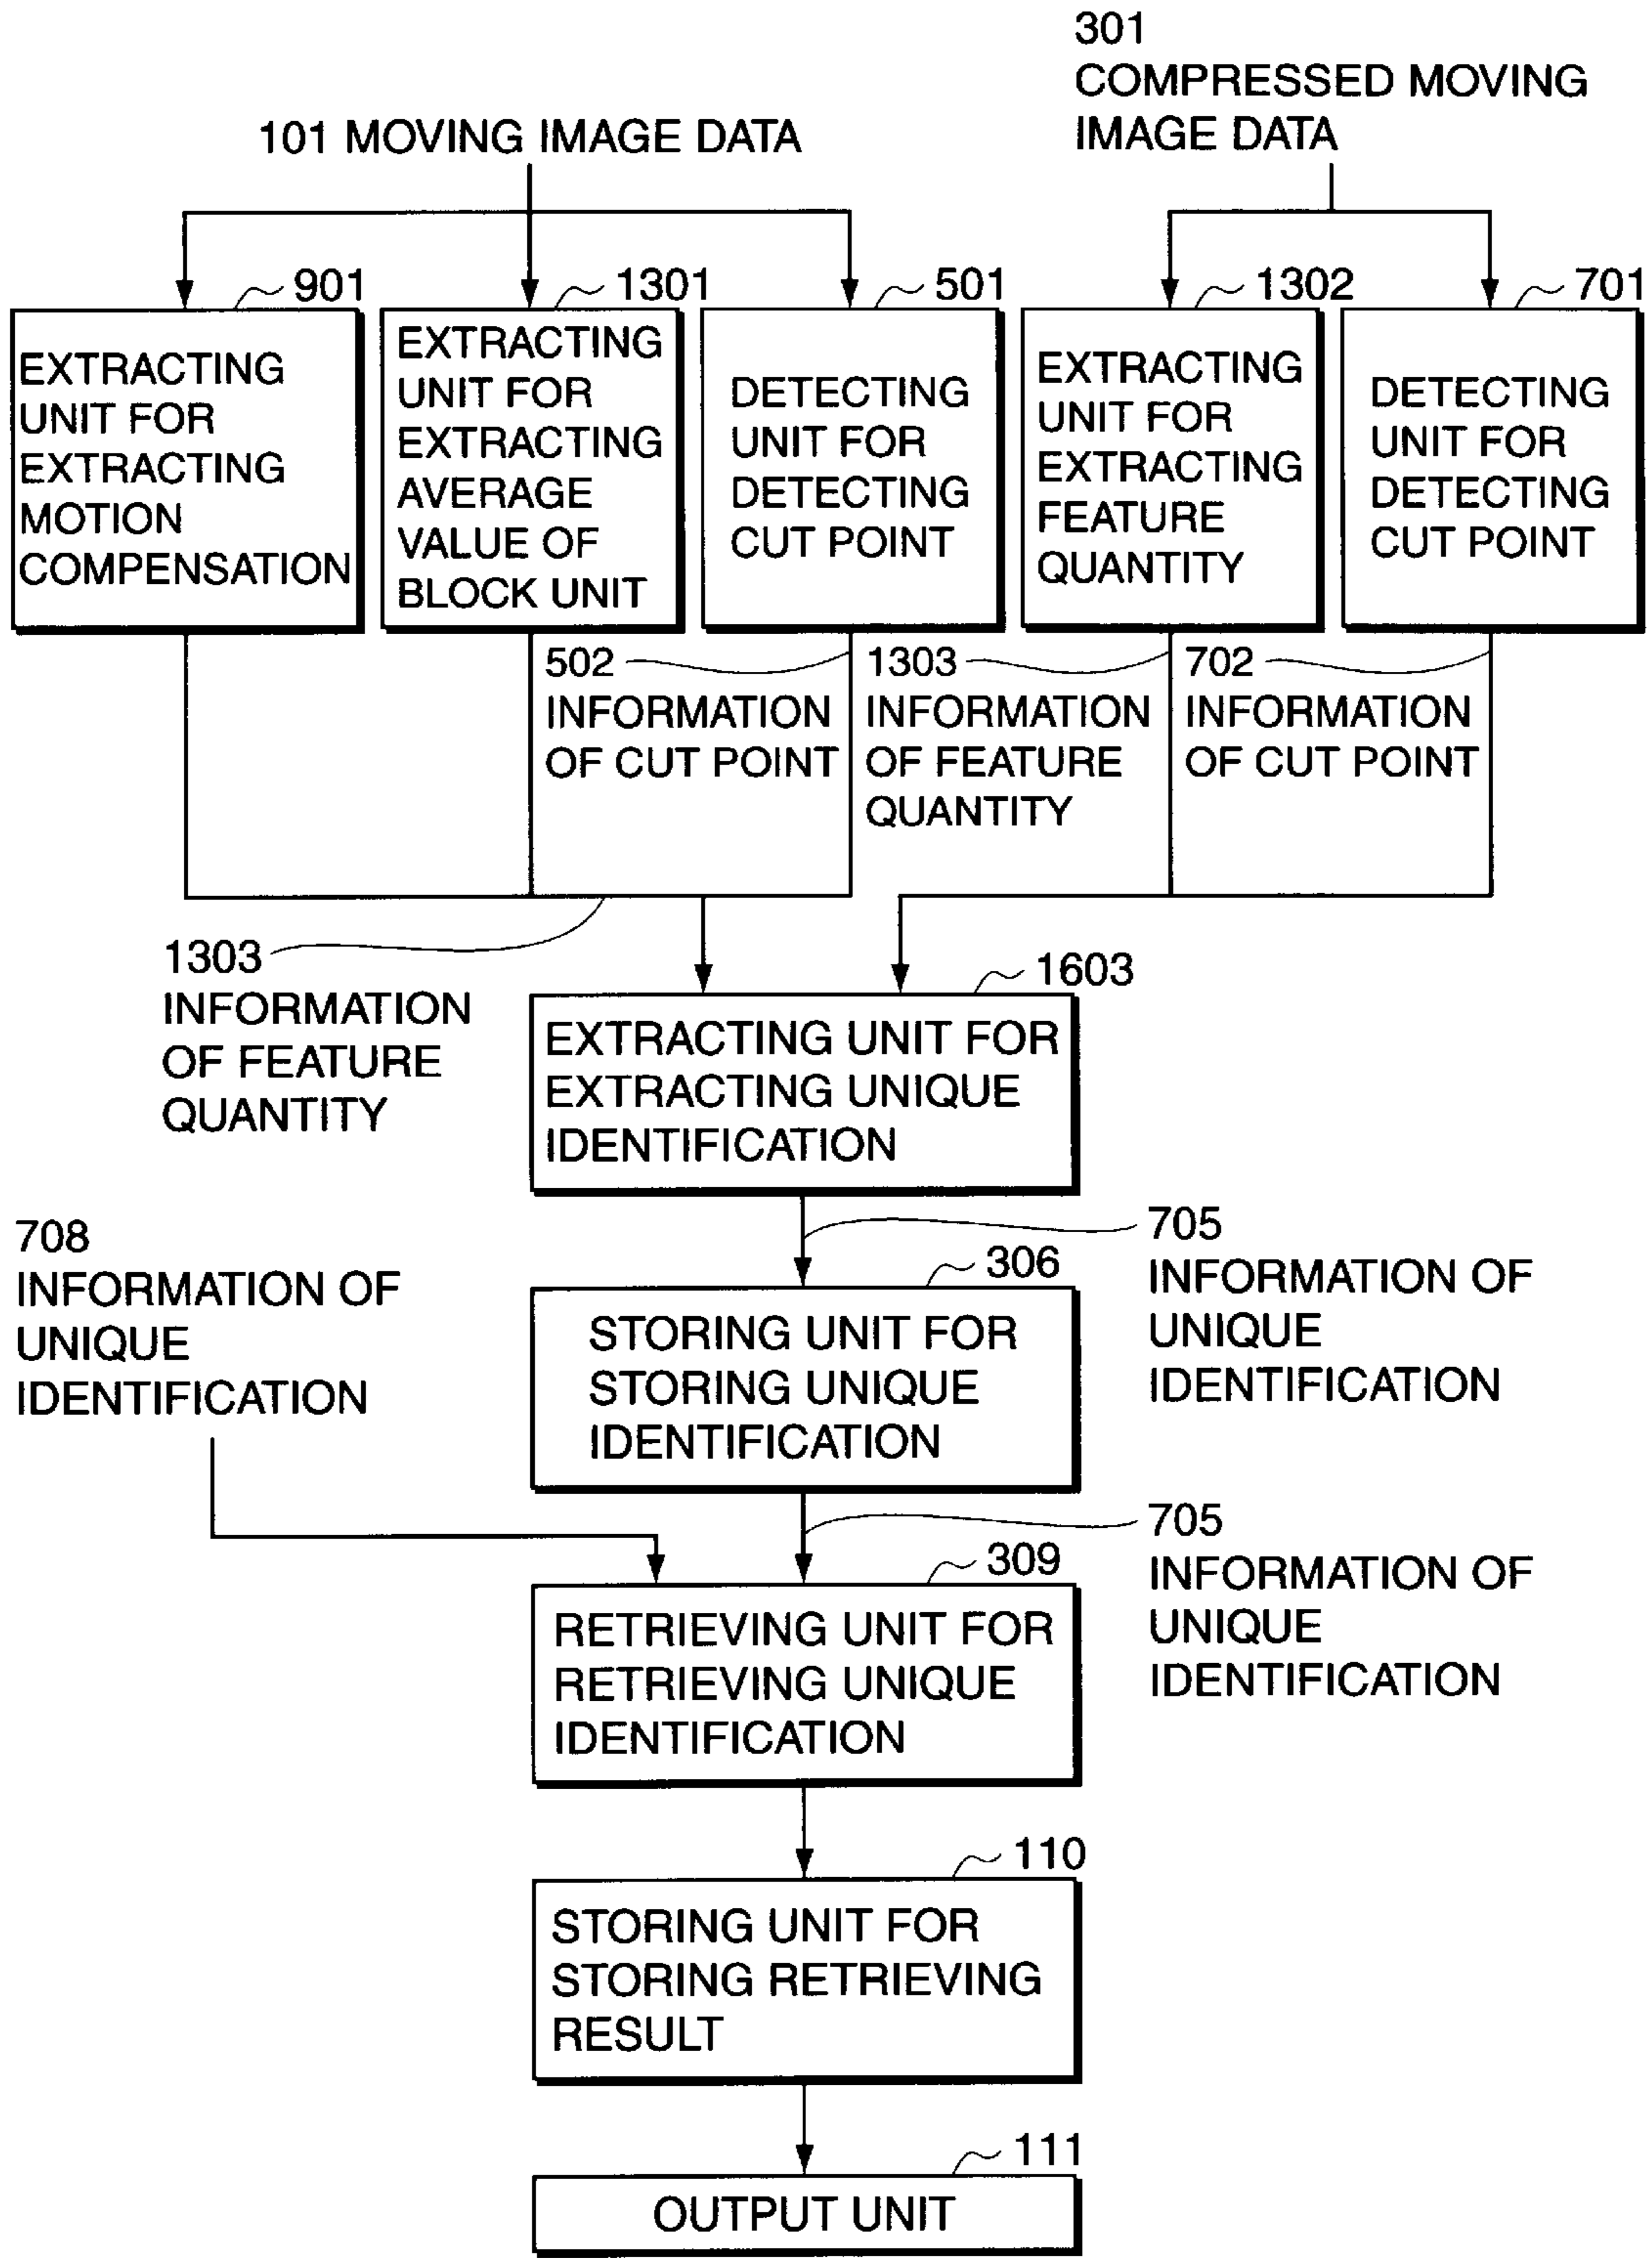 301
COMPRESSED MOVING
IMAGE DATA
101 MOVING IMAGE DATA
901
EXTRACTING
UNIT FOR
EXTRACTING
MOTION
COMPENSATION
1301
EXTRACTING
UNIT FOR
EXTRACTING
AVERAGE
VALUE OF
BLOCK UNIT
501
DETECTING
UNIT FOR
DETECTING
CUT POINT
1302
EXTRACTING
UNIT FOR
EXTRACTING
FEATURE
QUANTITY
701
DETECTING
UNIT FOR
DETECTING
CUT POINT
502
INFORMATION
OF CUT POINT
1303
INFORMATION
OF FEATURE
QUANTITY
702
INFORMATION
OF CUT POINT
1303
INFORMATION
OF FEATURE
QUANTITY
1603
EXTRACTING UNIT FOR
EXTRACTING UNIQUE
IDENTIFICATION
705
INFORMATION OF
UNIQUE
IDENTIFICATION
708
INFORMATION OF
UNIQUE
IDENTIFICATION
306
STORING UNIT FOR
STORING UNIQUE
IDENTIFICATION
705
INFORMATION OF
UNIQUE
IDENTIFICATION
309
RETRIEVING UNIT FOR
RETRIEVING UNIQUE
IDENTIFICATION
110
STORING UNIT FOR
STORING RETRIEVING
RESULT
111
OUTPUT UNIT